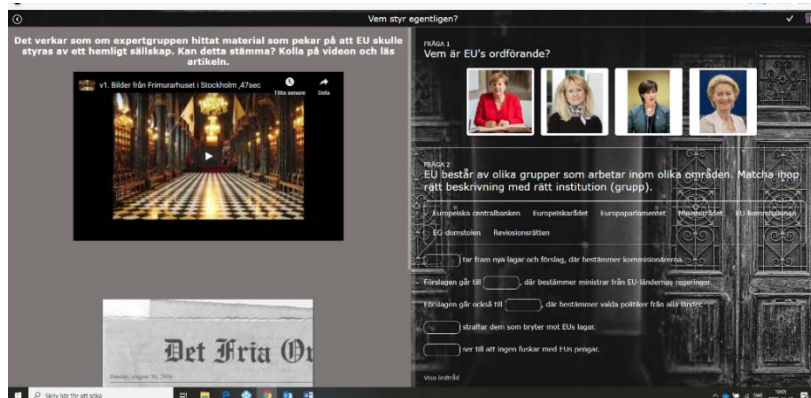 Vem styr egentligen?
Det verkar som om expertgruppen hittat material som pekar på att EU skulle
styras av ett hemligt sällskap. Kan detta stämma? Kolla på videon och läs
artikeln.
v1. Bilder från Frimurarhuset i Stockholm ,47sec
Titta senare
Dela
Det Fria
FRÅGA 1
Vem är EU's ordförande?
FRÅGA 2
EU består av olika grupper som arbetar inom olika områden. Matcha ihop
rätt beskrivning med rätt institution (grupp).
Europeiska centralbanken Europeiskarådet Europaparlamentet Ministerrådet EU-kommissionen
EG-domstolen Reviosionsrätten
tar fram nya lagar och förslag, där bestämmer kommisionärerna.
Förslagen går till , där bestämmer ministrar från EU-ländernas regeringar.
Förslagen går också till , där bestämmer valda politiker från alla länder.
straffar dem som bryter mot EUs lagar.
ser till att ingen fuskar med EUs pengar.
Visa ledtråd
Skriv här för att söka